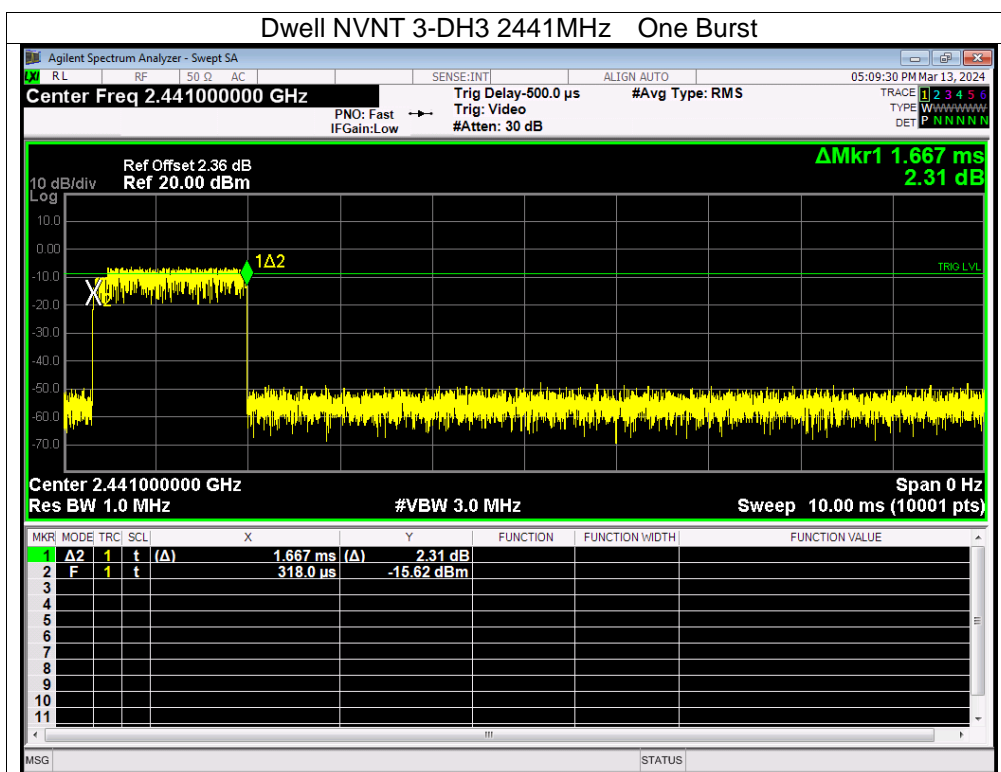 Dwell NVNT 3-DH3 2441MHz One Burst
Agilent Spectrum Analyzer - Swept SA
LXI RL RF 50 Ω AC SENSE:INT ALIGN AUTO 05:09:30 PM Mar 13, 2024
Center Freq 2.441000000 GHz Trig Delay-500.0 µs #Avg Type: RMS TRACE 1 2 3 4 5 6
PNO: Fast Trig: Video TYPE WWWWWW
IFGain:Low #Atten: 30 dB DET P N N N N N
ΔMkr1 1.667 ms
2.31 dB
Ref Offset 2.36 dB
10 dB/div Ref 20.00 dBm
Log
10.0
0.00
1Δ2
TRIG LVL
-10.0
-20.0
-30.0
-40.0
-50.0
-60.0
-70.0
Center 2.441000000 GHz Span 0 Hz
Res BW 1.0 MHz #VBW 3.0 MHz Sweep 10.00 ms (10001 pts)
MKR MODE TRC SCL X Y FUNCTION FUNCTION WIDTH FUNCTION VALUE
1 Δ2 1 t (Δ) 1.667 ms (Δ) 2.31 dB
2 F 1 t 318.0 µs -15.62 dBm
3
4
5
6
7
8
9
10
11
MSG STATUS